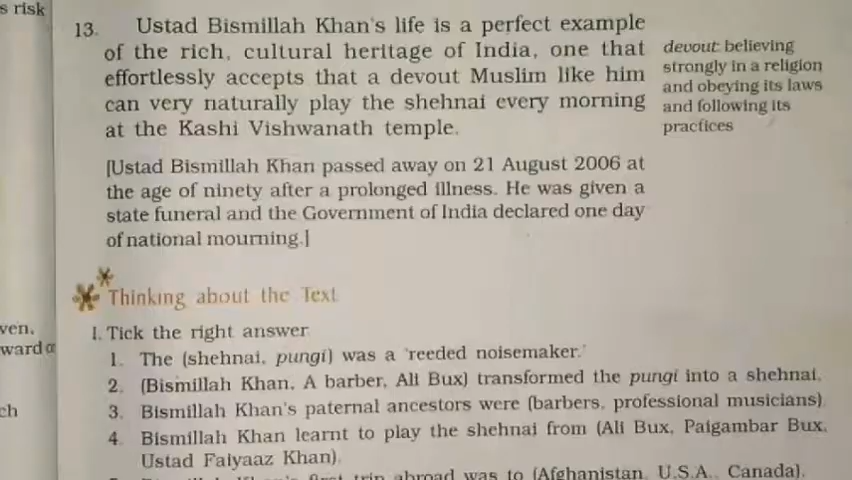 s risk
13. Ustad Bismillah Khan's life is a perfect example
of the rich, cultural heritage of India, one that
effortlessly accepts that a devout Muslim like him
can very naturally play the shehnai every morning
at the Kashi Vishwanath temple.
devout: believing
strongly in a religion
and obeying its laws
and following its
practices
[Ustad Bismillah Khan passed away on 21 August 2006 at
the age of ninety after a prolonged illness. He was given a
state funeral and the Government of India declared one day
of national mourning.]
Thinking about the Text
ven,
ward
ch
I. Tick the right answer.
1. The (shehnai, pungi) was a 'reeded noisemaker.'
2. (Bismillah Khan, A barber, Ali Bux) transformed the pungi into a shehnai.
3. Bismillah Khan's paternal ancestors were (barbers, professional musicians).
4. Bismillah Khan learnt to play the shehnai from (Ali Bux, Paigambar Bux,
Ustad Faiyaaz Khan).
first trip abroad was to (Afghanistan, U.S.A., Canada).